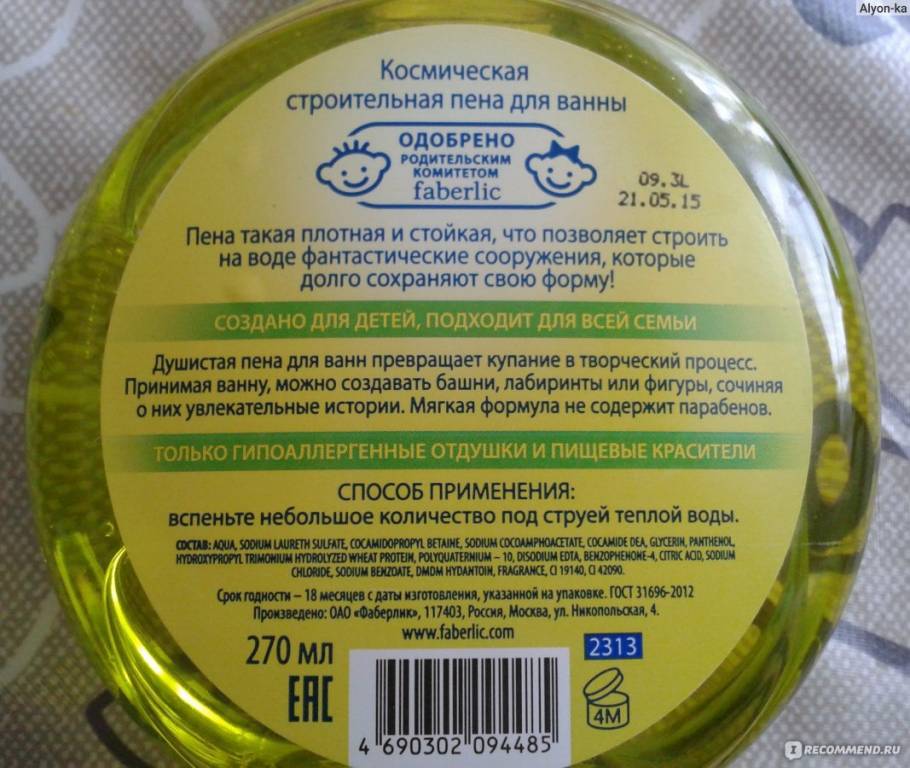 Alyon-ka
Космическая
строительная пена для ванны
ОДОБРЕНО
РОДИТЕЛЬСКИМ
КОМИТЕТОМ
faberlic
09.3L
21.05.15
Пена такая плотная и стойкая, что позволяет строить
на воде фантастические сооружения, которые
долго сохраняют свою форму!
СОЗДАНО ДЛЯ ДЕТЕЙ, ПОДХОДИТ ДЛЯ ВСЕЙ СЕМЬИ
Душистая пена для ванн превращает купание в творческий процесс.
Принимая ванну, можно создавать башни, лабиринты или фигуры, сочиняя
о них увлекательные истории. Мягкая формула не содержит парабенов.
ТОЛЬКО ГИПОАЛЛЕРГЕННЫЕ ОТДУШКИ И ПИЩЕВЫЕ КРАСИТЕЛИ
СПОСОБ ПРИМЕНЕНИЯ:
вспеньте небольшое количество под струей теплой воды.
СОСТАВ: AQUA, SODIUM LAURETH SULFATE, COCAMIDOPROPYL BETAINE, SODIUM COCOAMPHOACETATE, COCAMIDE DEA, GLYCERIN, PANTHENOL,
HYDROXYPROPYL TRIMONIUM HYDROLYZED WHEAT PROTEIN, POLYQUATERNIUM – 10, DISODIUM EDTA, BENZOPHENONE-4, CITRIC ACID, SODIUM
CHLORIDE, SODIUM BENZOATE, DMDM HYDANTOIN, FRAGRANCE, CI 19140, CI 42090.
Срок годности – 18 месяцев с даты изготовления, указанной на упаковке. ГОСТ 31696-2012
Произведено: ОАО «Фаберлик», 117403, Россия, Москва, ул. Никопольская, 4.
www.faberlic.com
270 мл
2313
EAC
4M
4 690302 094485
IRECOMMEND.RU